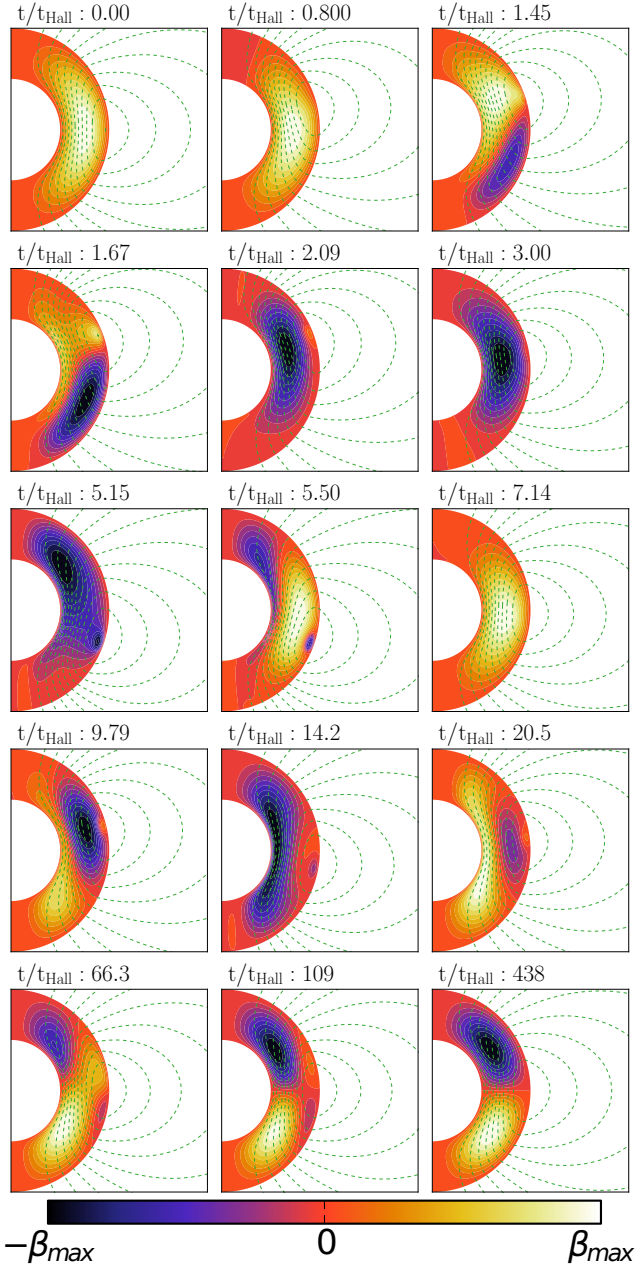 t/t_Hall : 0.00 t/t_Hall : 0.800 t/t_Hall : 1.45
t/t_Hall : 1.67 t/t_Hall : 2.09 t/t_Hall : 3.00
t/t_Hall : 5.15 t/t_Hall : 5.50 t/t_Hall : 7.14
t/t_Hall : 9.79 t/t_Hall : 14.2 t/t_Hall : 20.5
t/t_Hall : 66.3 t/t_Hall : 109 t/t_Hall : 438
−β_max 0 β_max